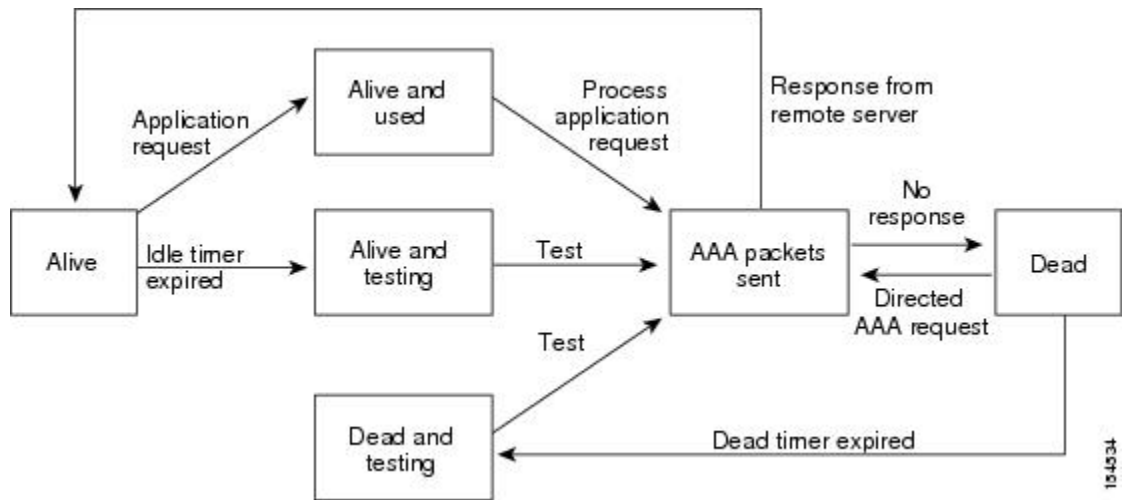 Alive and
used
Application
request
Process
application
request
Response from
remote server
Alive
Idle timer
expired
Alive and
testing
Test
AAA packets
sent
No
response
Dead
Directed
AAA request
Test
Dead and
testing
Dead timer expired
154534